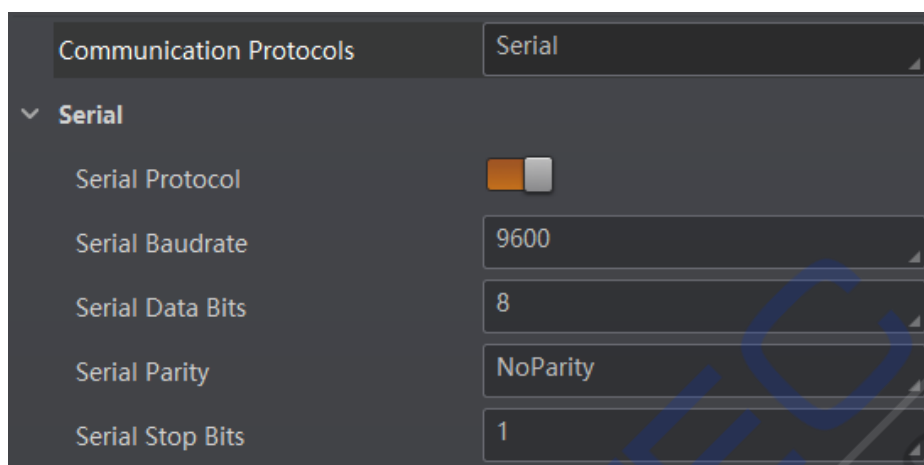 Communication Protocols Serial
Serial
Serial Protocol
Serial Baudrate 9600
Serial Data Bits 8
Serial Parity NoParity
Serial Stop Bits 1